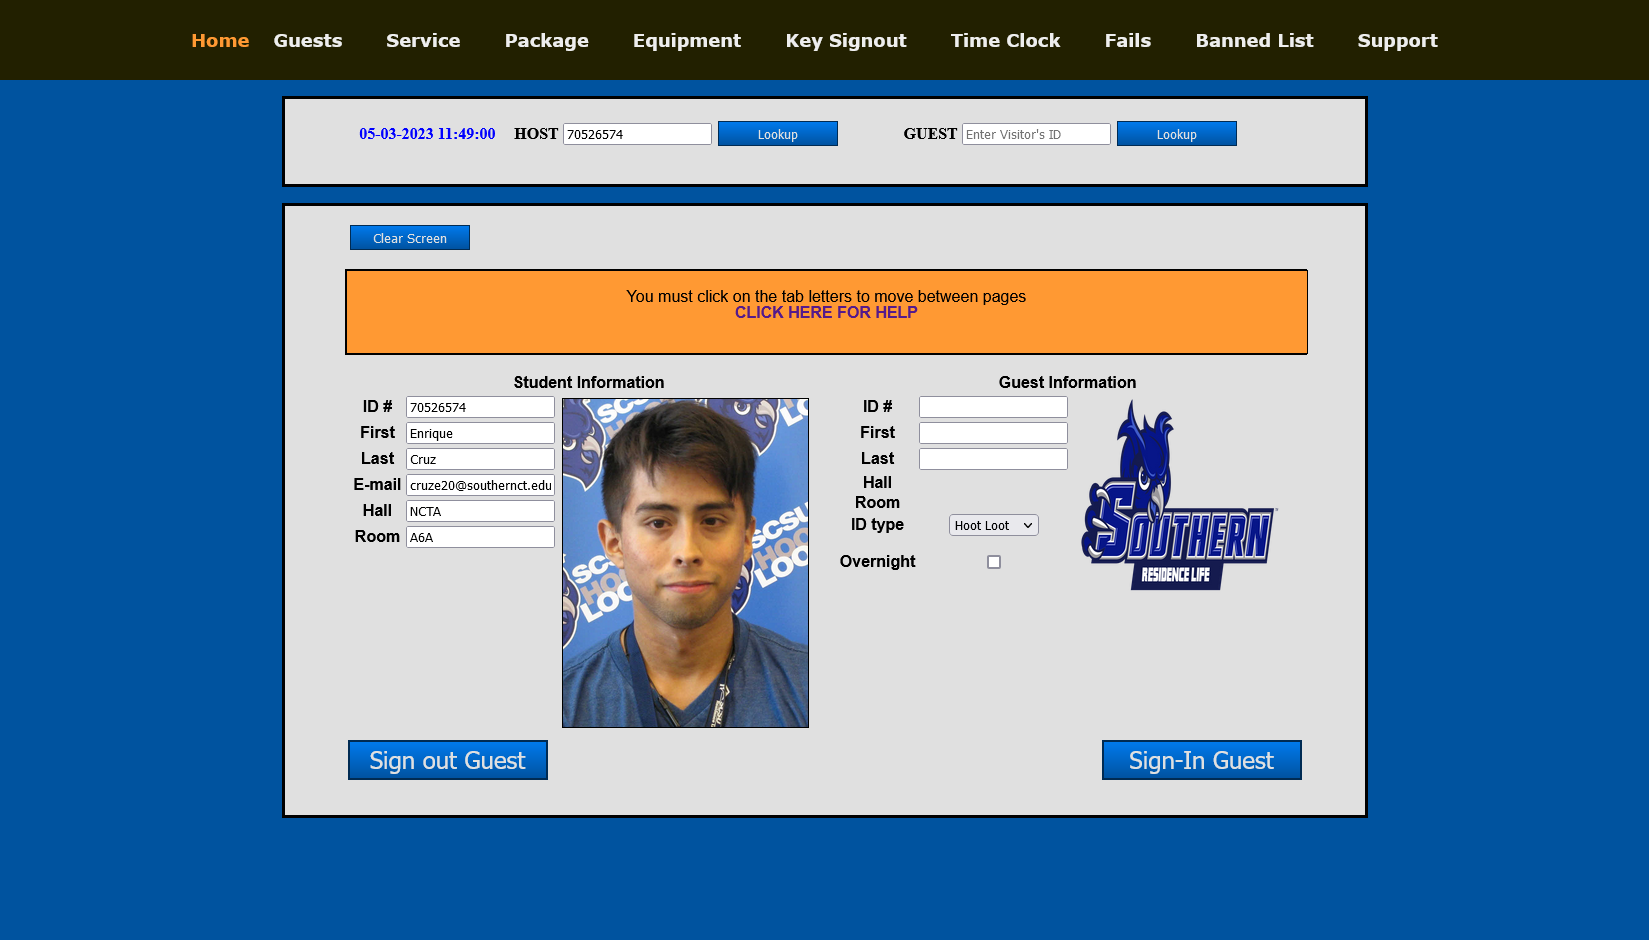 Home Guests Service Package Equipment Key Signout Time Clock Fails Banned List Support
05-03-2023 11:49:00 HOST 70526574 Lookup GUEST Enter Visitor's ID Lookup
Clear Screen
You must click on the tab letters to move between pages
CLICK HERE FOR HELP
Student Information
ID # 70526574
First Enrique
Last Cruz
E-mail cruze20@southernct.edu
Hall NCTA
Room A6A
SCSU
HOOT
LOOT
Guest Information
ID #
First
Last
Hall
Room
ID type Hoot Loot
Overnight
SOUTHERN
RESIDENCE LIFE
Sign out Guest
Sign-In Guest